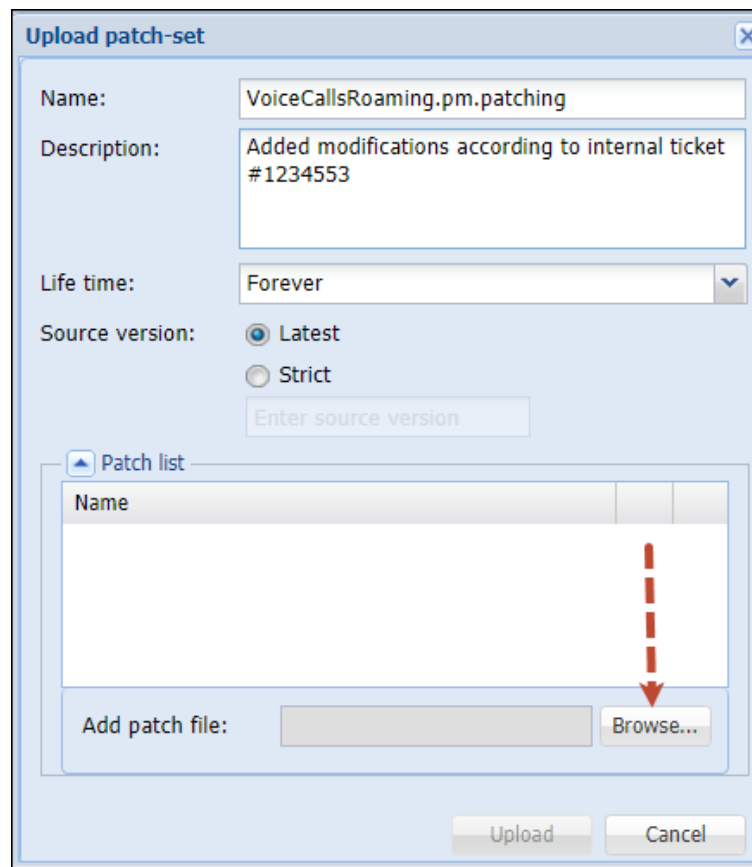 Upload patch-set
Name: VoiceCallsRoaming.pm.patching
Description: Added modifications according to internal ticket
#1234553
Life time: Forever
Source version: Latest
Strict
Enter source version
Patch list
Name
Add patch file: Browse...
Upload Cancel